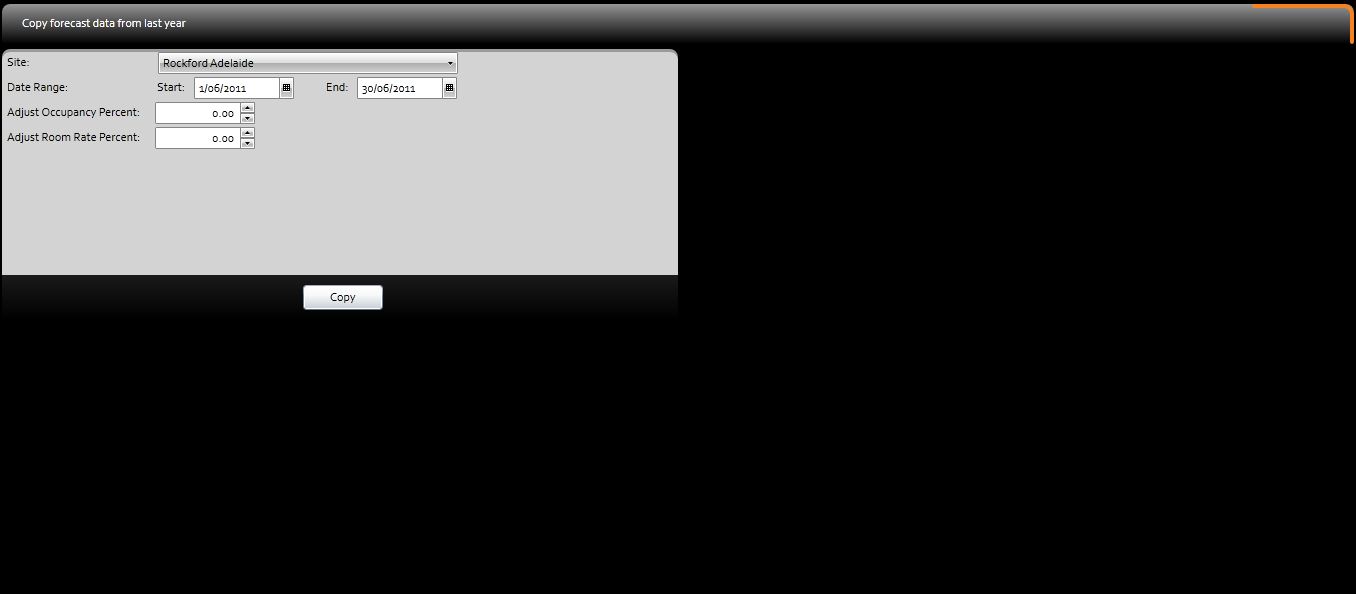 Copy forecast data from last year
Site: Rockford Adelaide
Date Range: Start: 1/06/2011 End: 30/06/2011
Adjust Occupancy Percent: 0.00
Adjust Room Rate Percent: 0.00
Copy